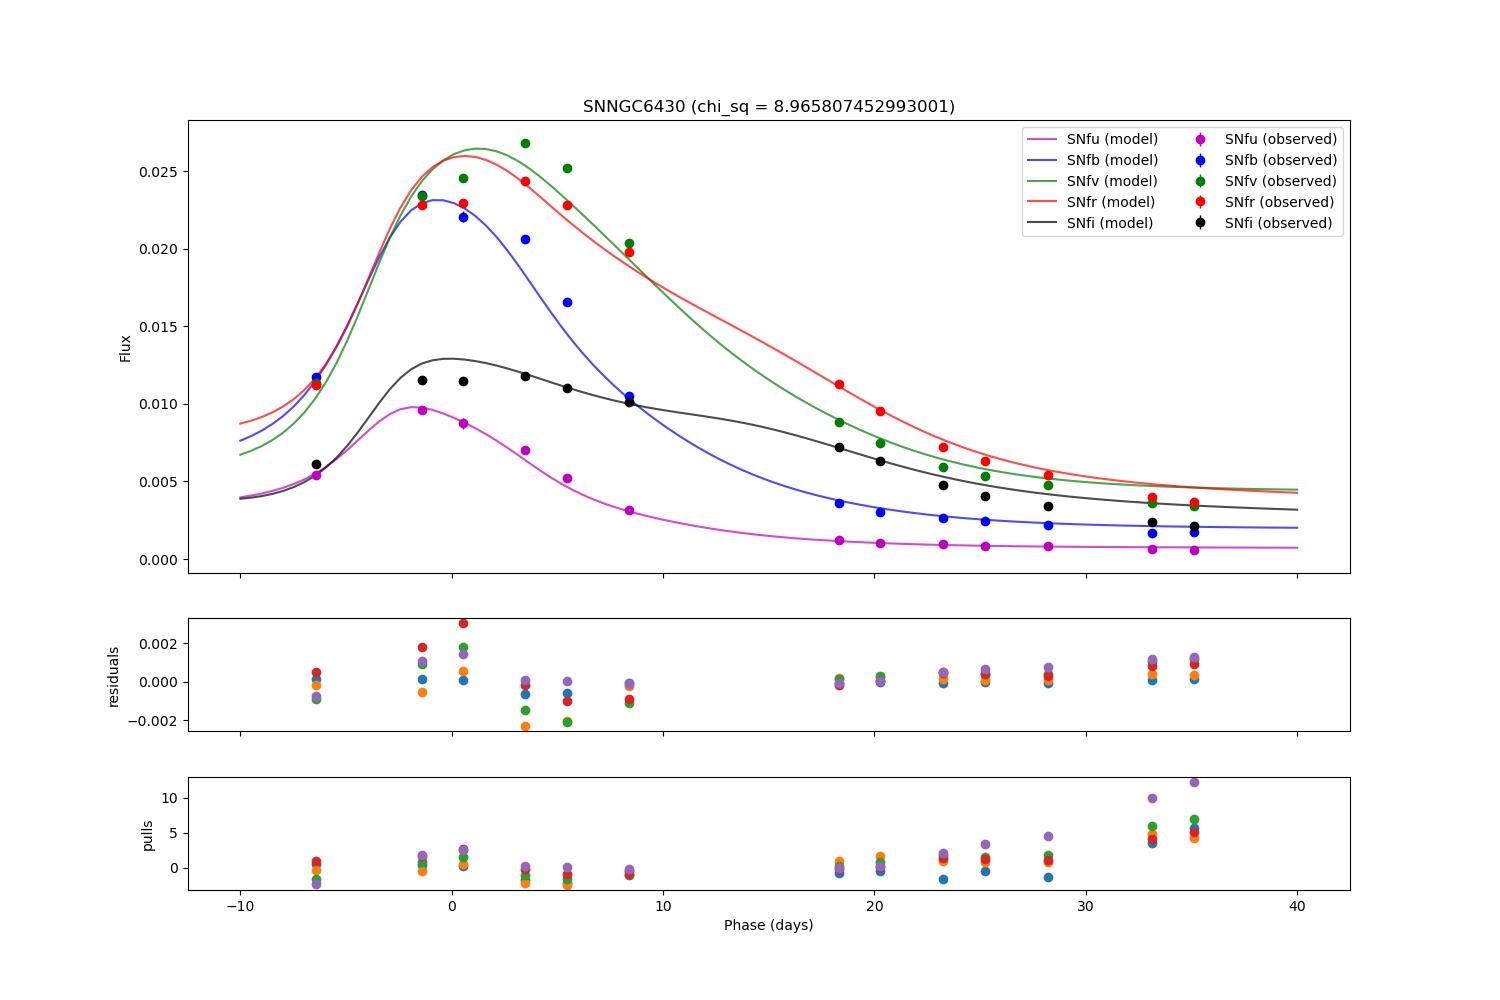 SNNGC6430 (chi_sq = 8.965807452993001)
SNfu (model) SNfu (observed)
SNfb (model) SNfb (observed)
SNfv (model) SNfv (observed)
SNfr (model) SNfr (observed)
SNfi (model) SNfi (observed)
Flux
0.025
0.020
0.015
0.010
0.005
0.000
residuals
0.002
0.000
−0.002
pulls
10
5
0
−10 0 10 20 30 40
Phase (days)